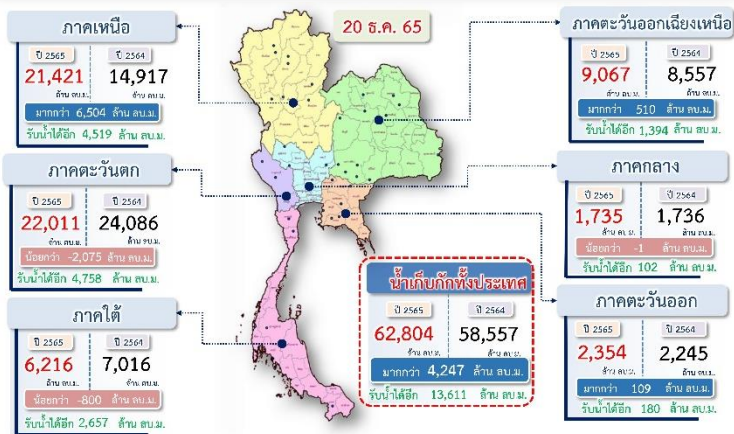 20 ธ.ค. 65
ภาคเหนือ
ปี 2565 ปี 2564
21,421 14,917
ล้าน ลบ.ม. ล้าน ลบ.ม.
มากกว่า 6,504 ล้าน ลบ.ม.
รับน้ำได้อีก 4,519 ล้าน ลบ.ม.
ภาคตะวันตก
ปี 2565 ปี 2564
22,011 24,086
ล้าน ลบ.ม. ล้าน ลบ.ม.
น้อยกว่า -2,075 ล้าน ลบ.ม.
รับน้ำได้อีก 4,758 ล้าน ลบ.ม.
ภาคใต้
ปี 2565 ปี 2564
6,216 7,016
ล้าน ลบ.ม. ล้าน ลบ.ม.
น้อยกว่า -800 ล้าน ลบ.ม.
รับน้ำได้อีก 2,657 ล้าน ลบ.ม.
น้ำเก็บกักทั้งประเทศ
ปี 2565 ปี 2564
62,804 58,557
ล้าน ลบ.ม. ล้าน ลบ.ม.
มากกว่า 4,247 ล้าน ลบ.ม.
รับน้ำได้อีก 13,611 ล้าน ลบ.ม.
ภาคตะวันออกเฉียงเหนือ
ปี 2565 ปี 2564
9,067 8,557
ล้าน ลบ.ม. ล้าน ลบ.ม.
มากกว่า 510 ล้าน ลบ.ม.
รับน้ำได้อีก 1,394 ล้าน ลบ.ม.
ภาคกลาง
ปี 2565 ปี 2564
1,735 1,736
ล้าน ลบ.ม. ล้าน ลบ.ม.
น้อยกว่า -1 ล้าน ลบ.ม.
รับน้ำได้อีก 102 ล้าน ลบ.ม.
ภาคตะวันออก
ปี 2565 ปี 2564
2,354 2,245
ล้าน ลบ.ม. ล้าน ลบ.ม.
มากกว่า 109 ล้าน ลบ.ม.
รับน้ำได้อีก 180 ล้าน ลบ.ม.